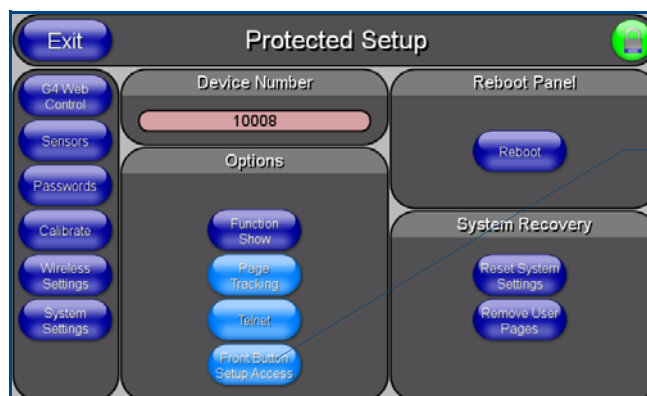 Exit
Protected Setup
G4 Web
Control
Sensors
Passwords
Calibrate
Wireless
Settings
System
Settings
Device Number
10008
Options
Function
Show
Page
Tracking
Telnet
Front Button
Setup Access
Reboot Panel
Reboot
System Recovery
Reset System
Settings
Remove User
Pages